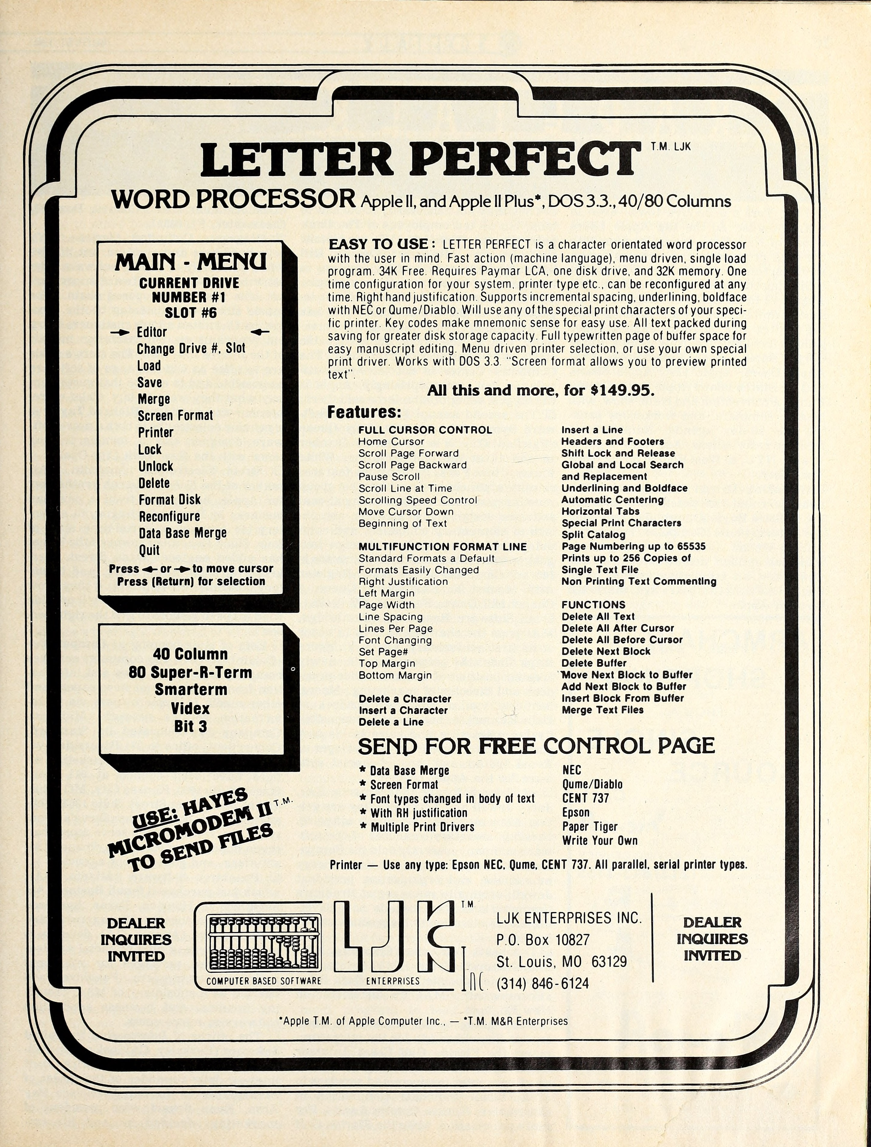 LETTER PERFECT T.M. LJK
WORD PROCESSOR Apple II, and Apple II Plus*, DOS 3.3., 40/80 Columns
MAIN - MENU
CURRENT DRIVE
NUMBER #1
SLOT #6
Editor
Change Drive #, Slot
Load
Save
Merge
Screen Format
Printer
Lock
Unlock
Delete
Format Disk
Reconfigure
Data Base Merge
Quit
Press ← or → to move cursor
Press (Return) for selection
40 Column
80 Super-R-Term
Smarterm
Videx
Bit 3
USE: HAYES
MICROMODEM II T.M.
TO SEND FILES
EASY TO USE : LETTER PERFECT is a character orientated word processor
with the user in mind. Fast action (machine language), menu driven, single load
program. 34K Free. Requires Paymar LCA, one disk drive, and 32K memory. One
time configuration for your system, printer type etc., can be reconfigured at any
time. Right hand justification. Supports incremental spacing, underlining, boldface
with NEC or Qume/Diablo. Will use any of the special print characters of your speci-
fic printer. Key codes make mnemonic sense for easy use. All text packed during
saving for greater disk storage capacity. Full typewritten page of buffer space for
easy manuscript editing. Menu driven printer selection, or use your own special
print driver. Works with DOS 3.3. "Screen format allows you to preview printed
text".
All this and more, for $149.95.
Features:
FULL CURSOR CONTROL
Home Cursor
Scroll Page Forward
Scroll Page Backward
Pause Scroll
Scroll Line at Time
Scrolling Speed Control
Move Cursor Down
Beginning of Text
MULTIFUNCTION FORMAT LINE
Standard Formats a Default
Formats Easily Changed
Right Justification
Left Margin
Page Width
Line Spacing
Lines Per Page
Font Changing
Set Page#
Top Margin
Bottom Margin
Delete a Character
Insert a Character
Delete a Line
Insert a Line
Headers and Footers
Shift Lock and Release
Global and Local Search
and Replacement
Underlining and Boldface
Automatic Centering
Horizontal Tabs
Special Print Characters
Split Catalog
Page Numbering up to 65535
Prints up to 256 Copies of
Single Text File
Non Printing Text Commenting
FUNCTIONS
Delete All Text
Delete All After Cursor
Delete All Before Cursor
Delete Next Block
Delete Buffer
Move Next Block to Buffer
Add Next Block to Buffer
Insert Block From Buffer
Merge Text Files
SEND FOR FREE CONTROL PAGE
* Data Base Merge
* Screen Format
* Font types changed in body of text
* With RH justification
* Multiple Print Drivers
NEC
Qume/Diablo
CENT 737
Epson
Paper Tiger
Write Your Own
Printer — Use any type: Epson NEC, Qume, CENT 737. All parallel, serial printer types.
DEALER
INQUIRES
INVITED
LJK TM
Inc
COMPUTER BASED SOFTWARE ENTERPRISES
LJK ENTERPRISES INC.
P.O. Box 10827
St. Louis, MO 63129
(314) 846-6124
DEALER
INQUIRES
INVITED
*Apple T.M. of Apple Computer Inc., — *T.M. M&R Enterprises